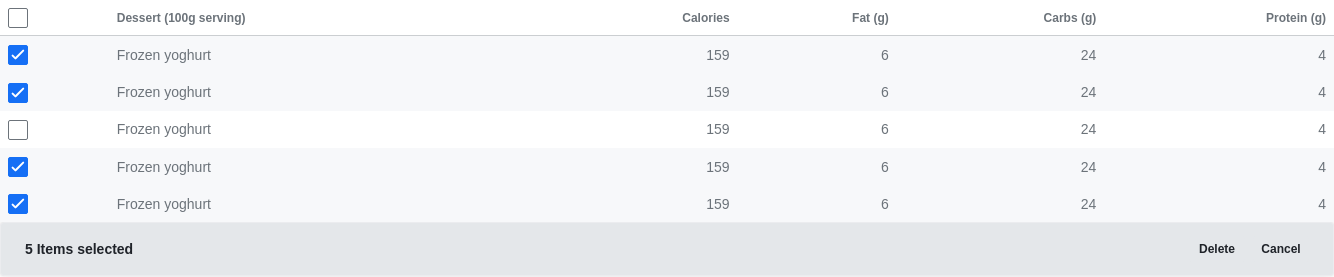 Dessert (100g serving) Calories Fat (g) Carbs (g) Protein (g)
Frozen yoghurt 159 6 24 4
Frozen yoghurt 159 6 24 4
Frozen yoghurt 159 6 24 4
Frozen yoghurt 159 6 24 4
Frozen yoghurt 159 6 24 4
5 Items selected Delete Cancel